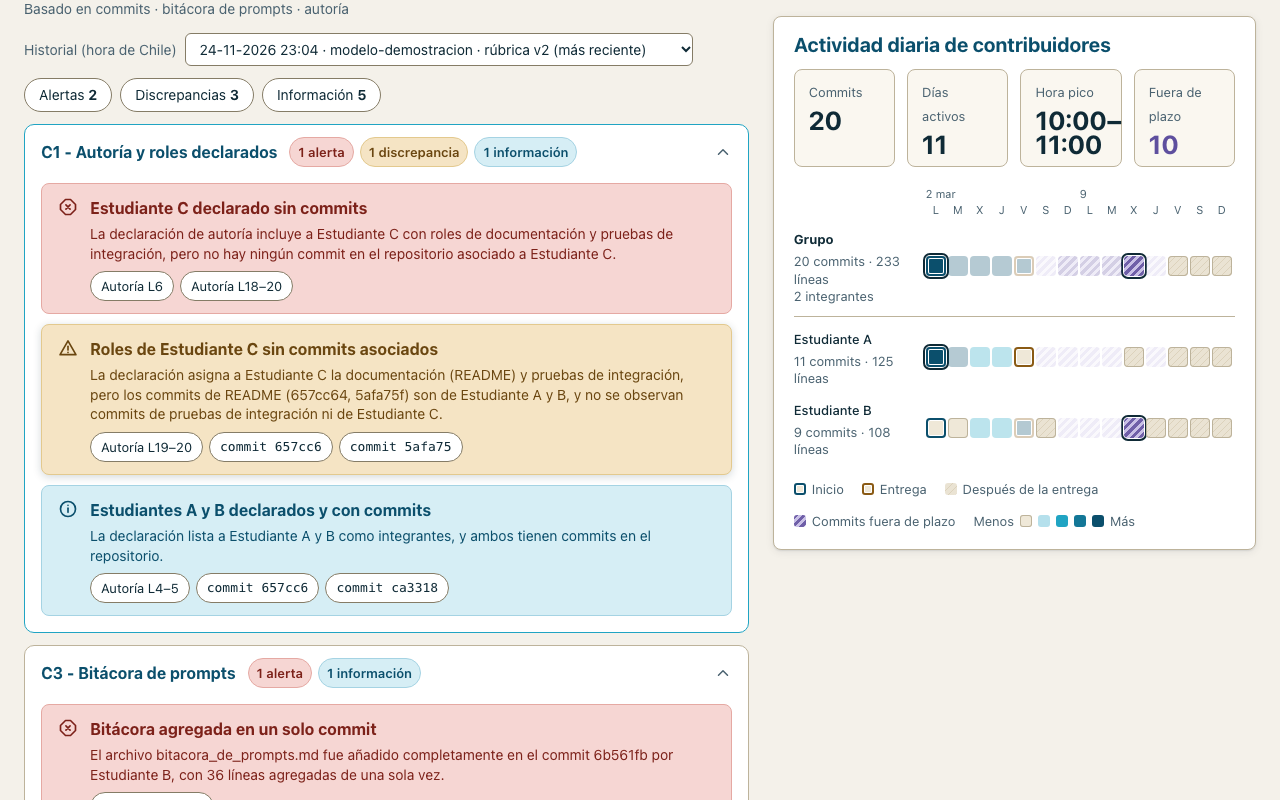 Basado en commits · bitácora de prompts · autoría
Historial (hora de Chile)
24-11-2026 23:04 · modelo-demostracion · rúbrica v2 (más reciente)
Alertas 2
Discrepancias 3
Información 5
C1 - Autoría y roles declarados
1 alerta
1 discrepancia
1 información
Estudiante C declarado sin commits
La declaración de autoría incluye a Estudiante C con roles de documentación y pruebas de
integración, pero no hay ningún commit en el repositorio asociado a Estudiante C.
Autoría L6
Autoría L18–20
Roles de Estudiante C sin commits asociados
La declaración asigna a Estudiante C la documentación (README) y pruebas de integración,
pero los commits de README (657cc64, 5afa75f) son de Estudiante A y B, y no se observan
commits de pruebas de integración ni de Estudiante C.
Autoría L19–20
commit 657cc6
commit 5afa75
Estudiantes A y B declarados y con commits
La declaración lista a Estudiante A y B como integrantes, y ambos tienen commits en el
repositorio.
Autoría L4–5
commit 657cc6
commit ca3318
C3 - Bitácora de prompts
1 alerta
1 información
Bitácora agregada en un solo commit
El archivo bitacora_de_prompts.md fue añadido completamente en el commit 6b561fb por
Estudiante B, con 36 líneas agregadas de una sola vez.
Actividad diaria de contribuidores
Commits
20
Días
activos
11
Hora pico
10:00–
11:00
Fuera de
plazo
10
2 mar
9
L M X J V S D L M X J V S D
Grupo
20 commits · 233
líneas
2 integrantes
Estudiante A
11 commits · 125
líneas
Estudiante B
9 commits · 108
líneas
Inicio
Entrega
Después de la entrega
Commits fuera de plazo
Menos
Más